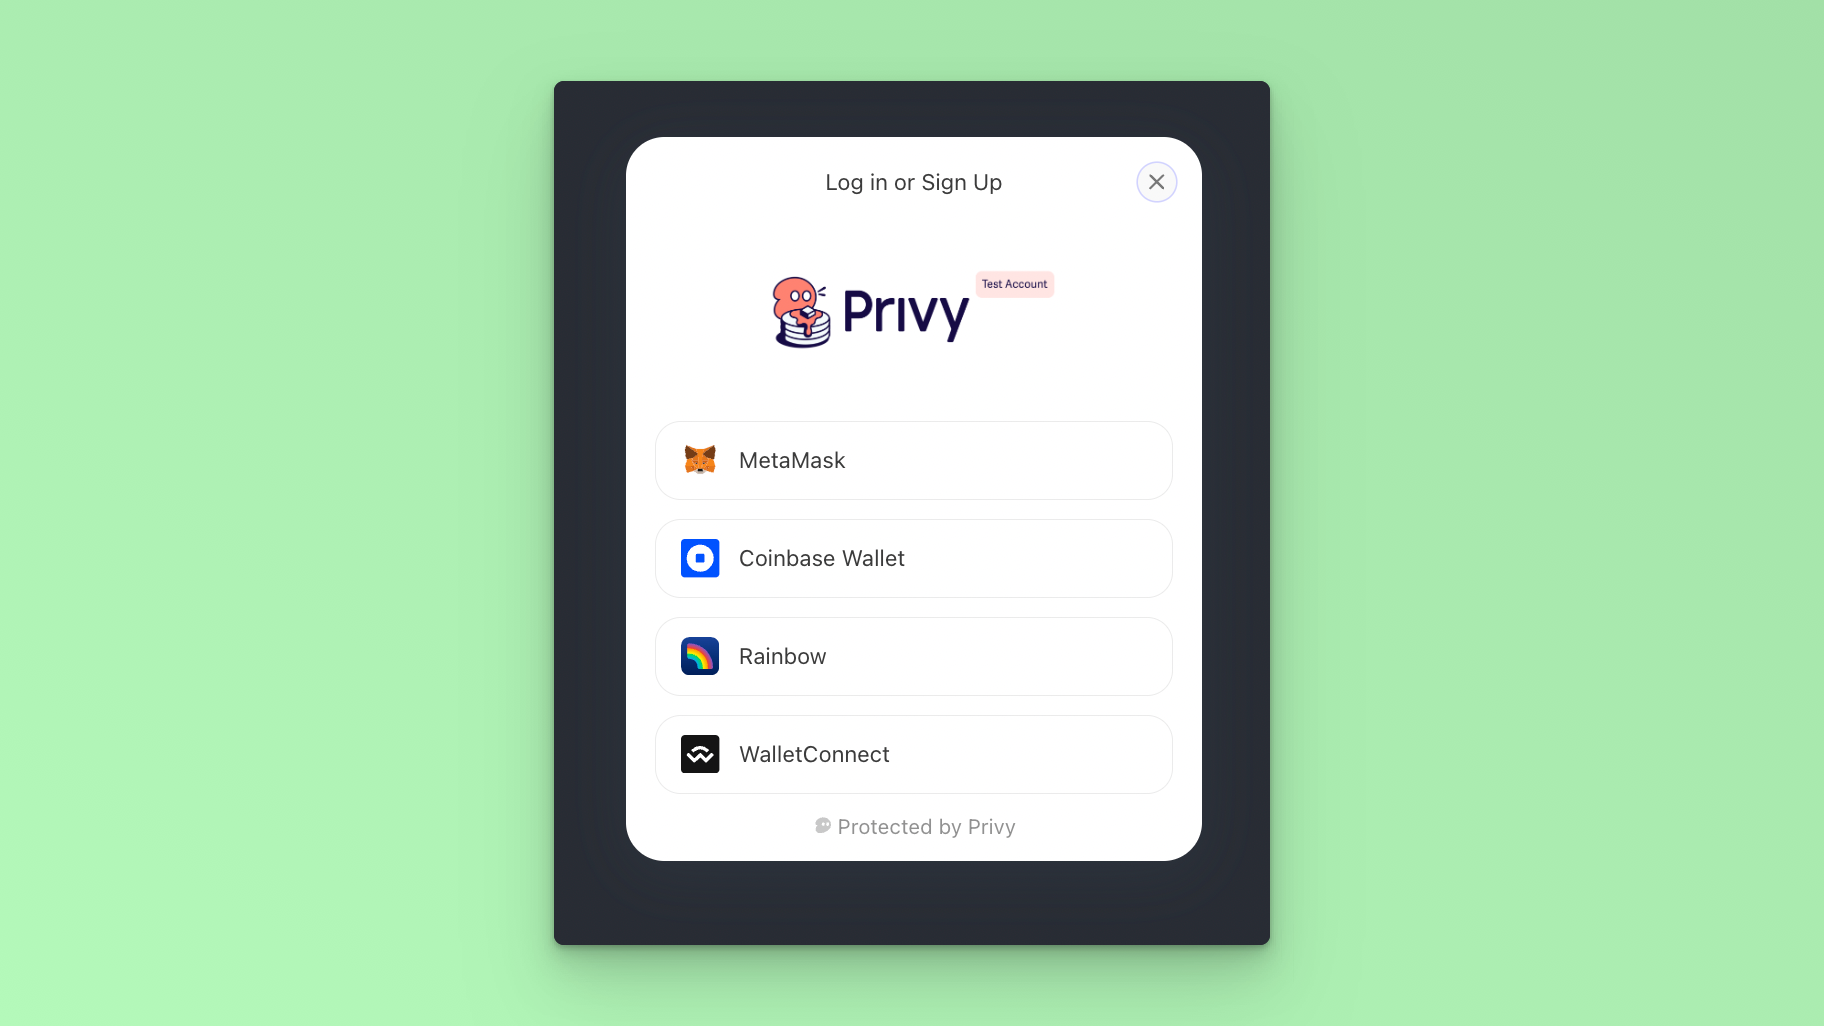 Log in or Sign Up
Test Account
Privy
MetaMask
Coinbase Wallet
Rainbow
WalletConnect
Protected by Privy